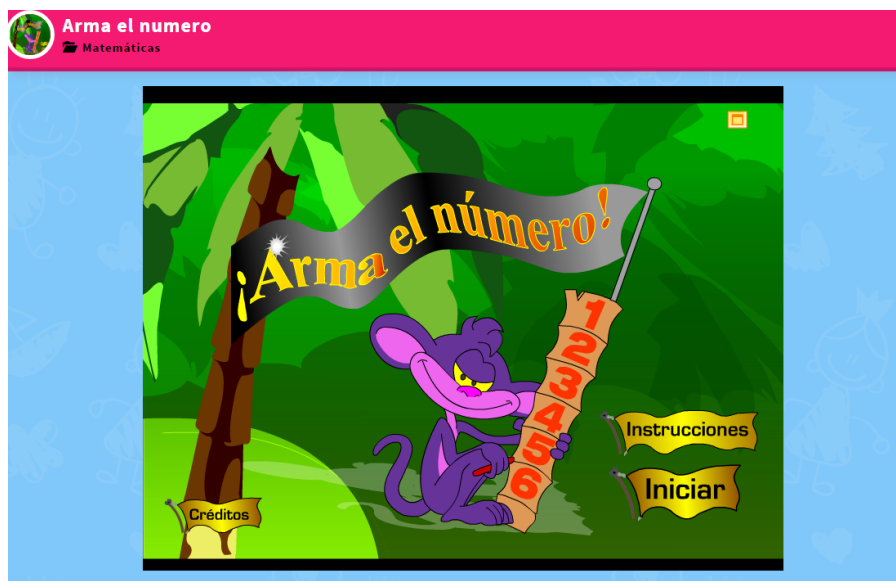 Arma el numero
Matemáticas
¡Arma el número!
1
2
3
4
5
6
Instrucciones
Iniciar
Créditos